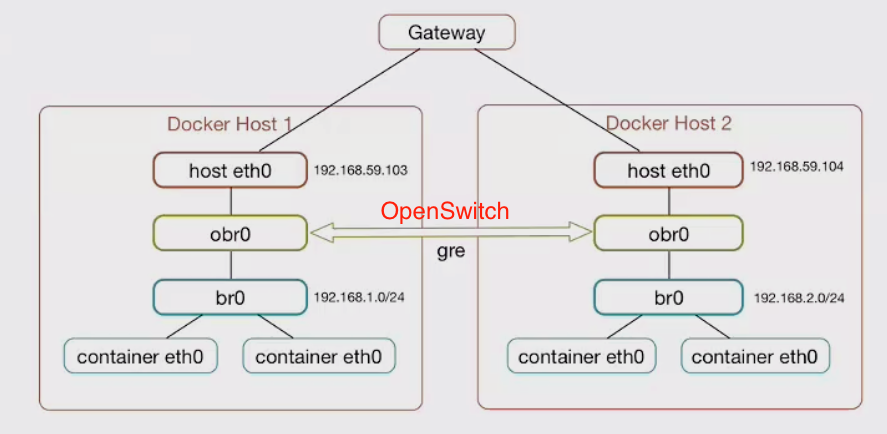 Gateway
Docker Host 1
Docker Host 2
host eth0
192.168.59.103
host eth0
192.168.59.104
OpenSwitch
obr0
obr0
gre
br0
192.168.1.0/24
br0
192.168.2.0/24
container eth0
container eth0
container eth0
container eth0